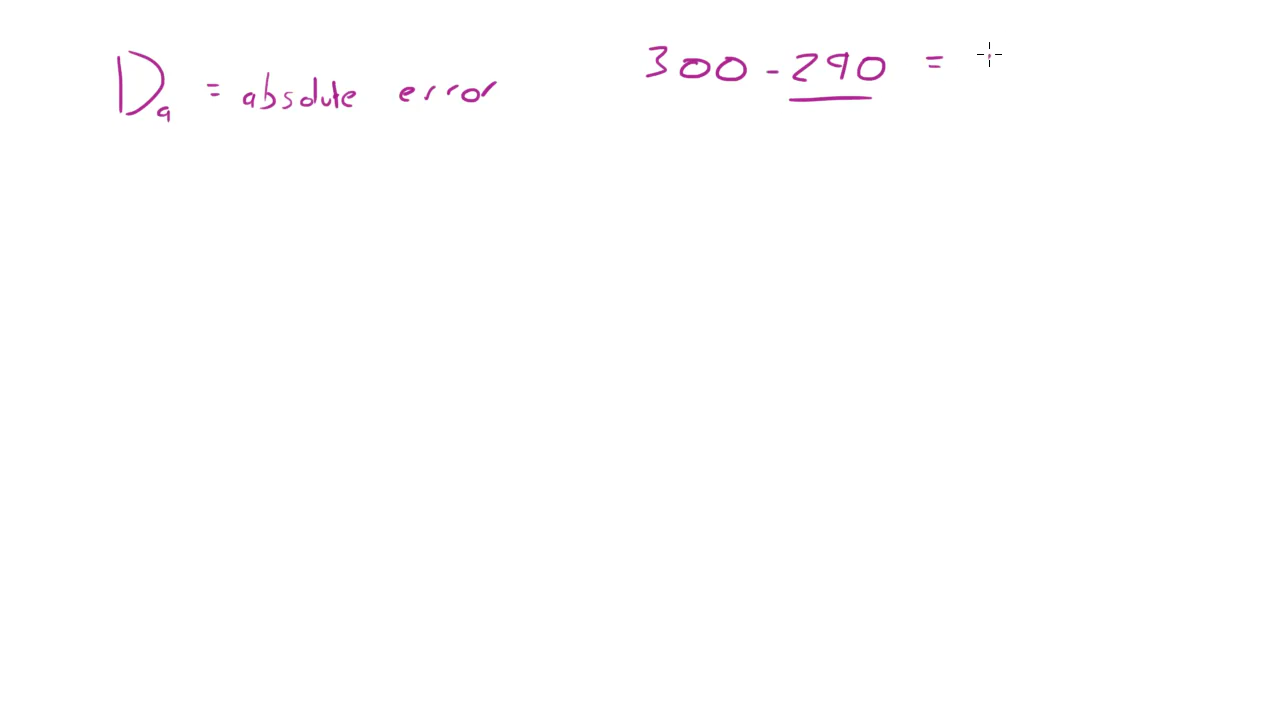 Da = absolute error
300 - 290 =